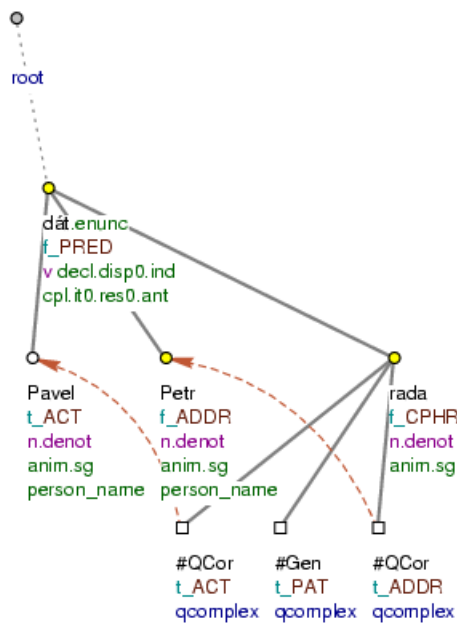 root
dát.enunc
f_PRED
v decl.disp0.ind
cpl.it0.res0.ant
Pavel
t_ACT
n.denot
anim.sg
person_name
Petr
f_ADDR
n.denot
anim.sg
person_name
rada
f_CPHR
n.denot
anim.sg
#QCor
t_ACT
qcomplex
#Gen
t_PAT
qcomplex
#QCor
t_ADDR
qcomplex